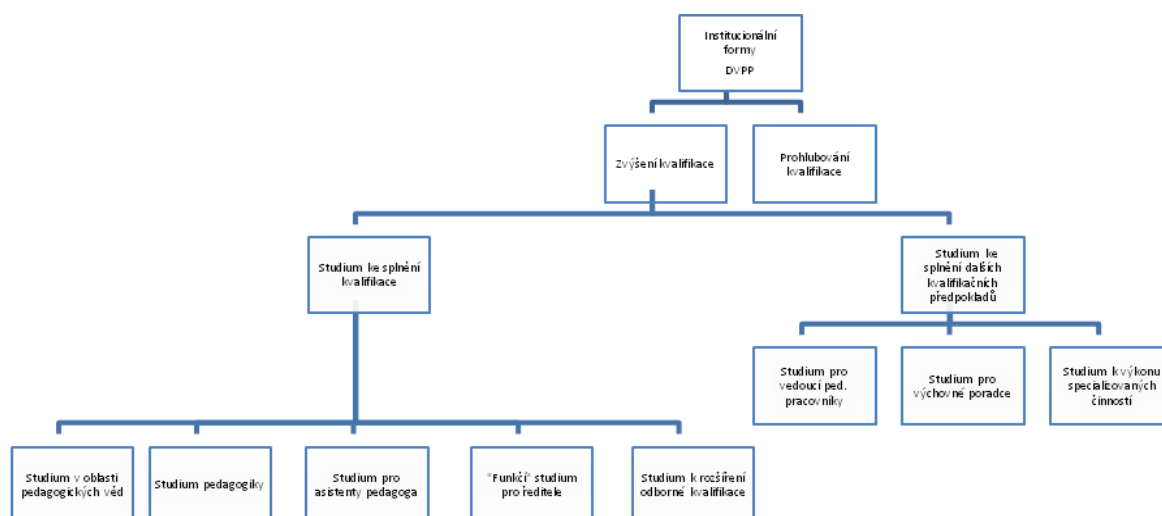 Institucionální
formy
DVPP
Zvýšení kvalifikace
Prohlubování
kvalifikace
Studium ke splnění
kvalifikace
Studium ke
splnění dalších
kvalifikačních
předpokladů
Studium pro
vedoucí ped.
pracovníky
Studium pro
výchovné poradce
Studium k výkonu
specializovaných
činností
Studium v oblasti
pedagogických věd
Studium pedagogiky
Studium pro
asistenty pedagoga
"Funkčí" studium
pro ředitele
Studium k rozšíření
odborné kvalifikace